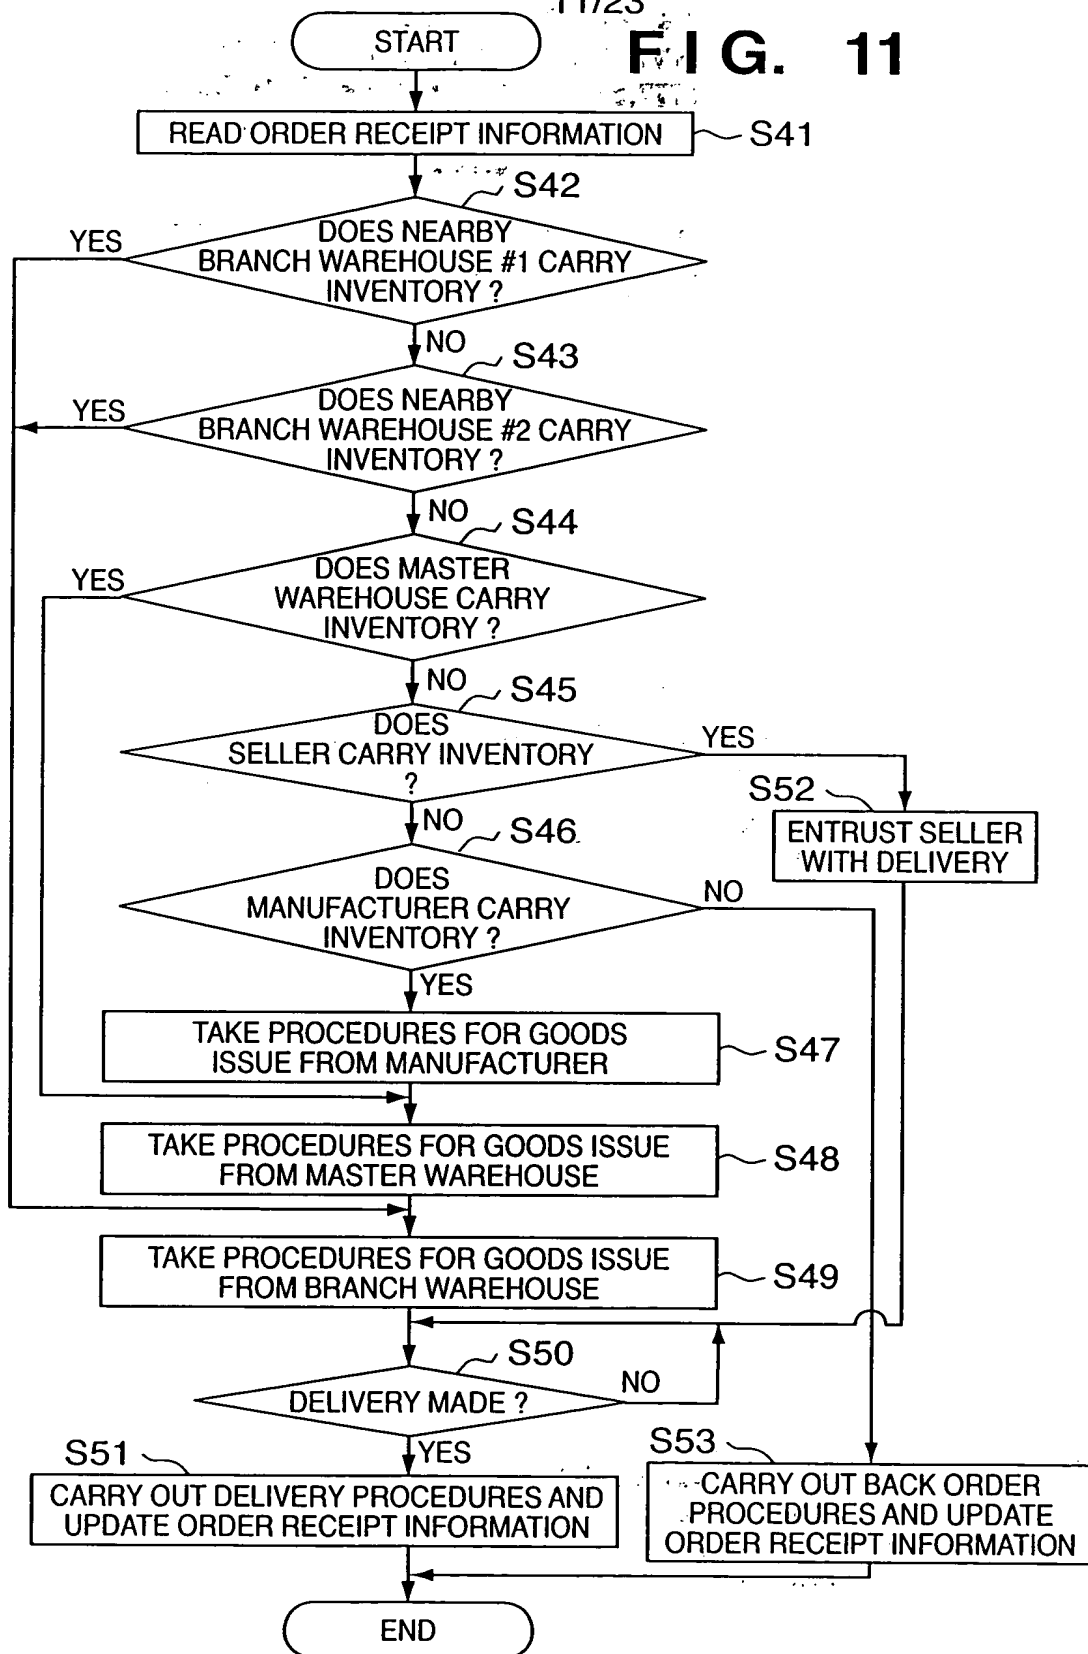 11/23
FIG. 11
START
READ ORDER RECEIPT INFORMATION
S41
S42
DOES NEARBY
BRANCH WAREHOUSE #1 CARRY
INVENTORY ?
YES
NO
S43
DOES NEARBY
BRANCH WAREHOUSE #2 CARRY
INVENTORY ?
YES
NO
S44
DOES MASTER
WAREHOUSE CARRY
INVENTORY ?
YES
NO
S45
DOES
SELLER CARRY INVENTORY
?
YES
NO
S52
ENTRUST SELLER
WITH DELIVERY
S46
DOES
MANUFACTURER CARRY
INVENTORY ?
NO
YES
TAKE PROCEDURES FOR GOODS
ISSUE FROM MANUFACTURER
S47
TAKE PROCEDURES FOR GOODS ISSUE
FROM MASTER WAREHOUSE
S48
TAKE PROCEDURES FOR GOODS ISSUE
FROM BRANCH WAREHOUSE
S49
S50
DELIVERY MADE ?
NO
YES
S51
CARRY OUT DELIVERY PROCEDURES AND
UPDATE ORDER RECEIPT INFORMATION
S53
CARRY OUT BACK ORDER
PROCEDURES AND UPDATE
ORDER RECEIPT INFORMATION
END